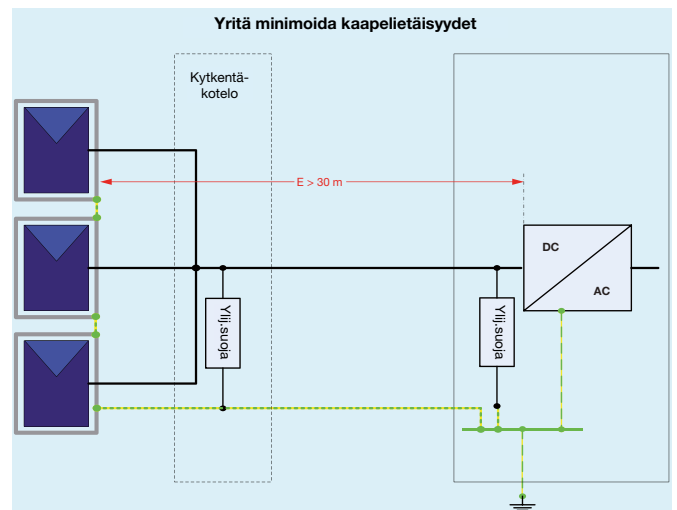 Yritä minimoida kaapelietäisyydet
Kytkentä-
kotelo
E > 30 m
DC
AC
Ylij.suoja
Ylij.suoja